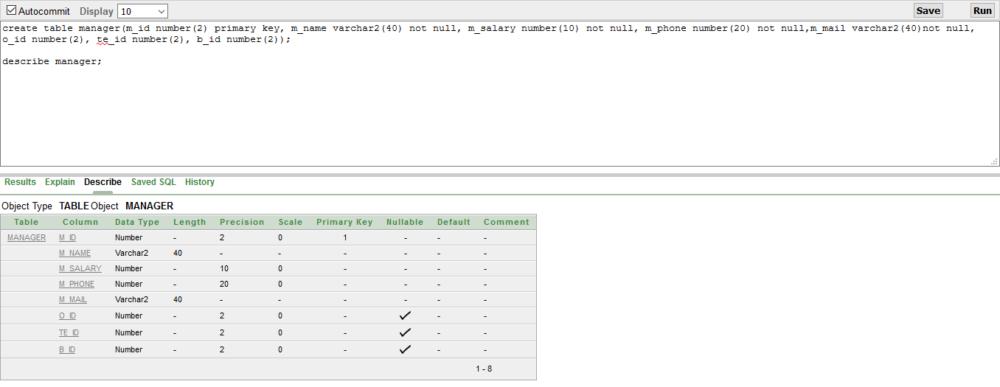 Autocommit Display 10 Save Run
create table manager(m_id number(2) primary key, m_name varchar2(40) not null, m_salary number(10) not null, m_phone number(20) not null,m_mail varchar2(40)not null,
o_id number(2), te_id number(2), b_id number(2));
describe manager;
Results Explain Describe Saved SQL History
Object Type TABLE Object MANAGER
Table Column Data Type Length Precision Scale Primary Key Nullable Default Comment
MANAGER M_ID Number - 2 0 1 - - -
M_NAME Varchar2 40 - - - - - -
M_SALARY Number - 10 0 - - - -
M_PHONE Number - 20 0 - - - -
M_MAIL Varchar2 40 - - - - - -
O_ID Number - 2 0 - ✓ - -
TE_ID Number - 2 0 - ✓ - -
B_ID Number - 2 0 - ✓ - -
1 - 8